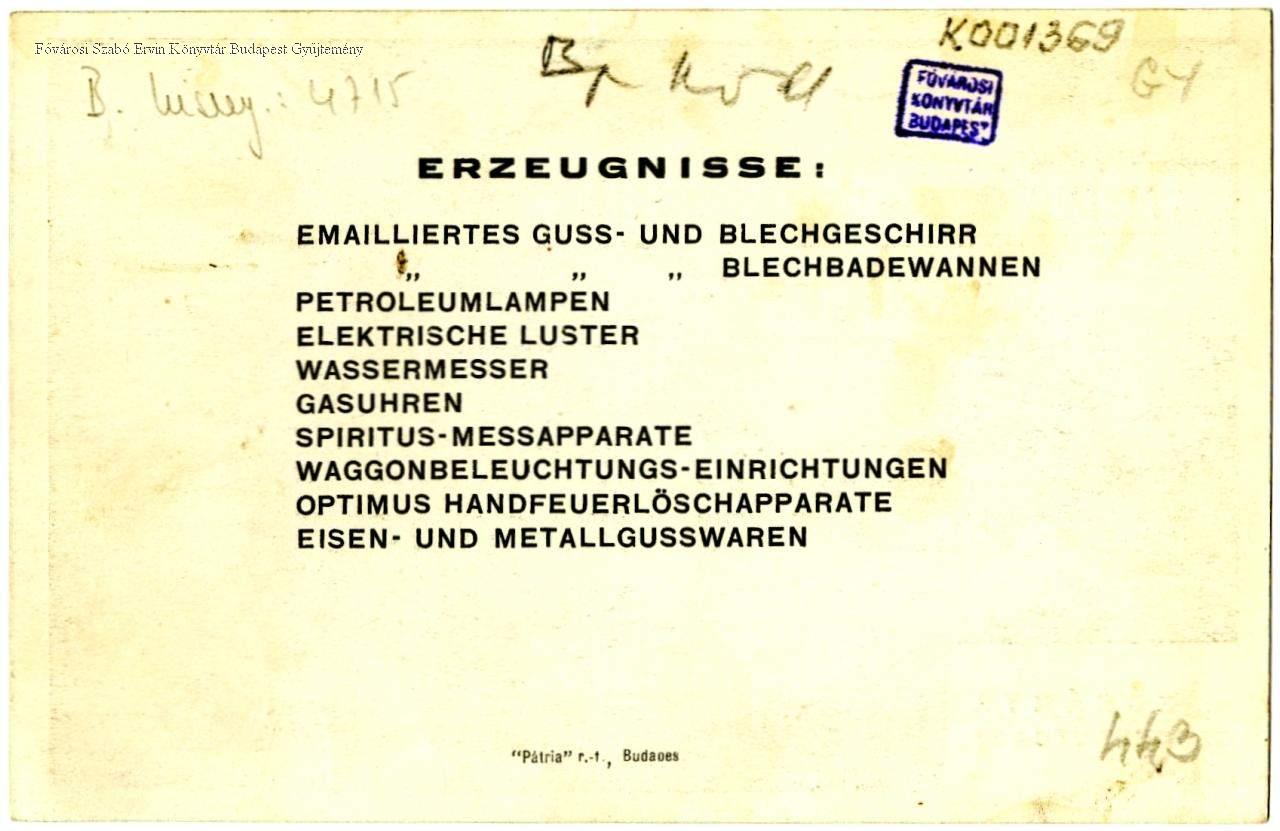 Fővárosi Szabó Ervin Könyvtár Budapest Gyűjtemény
K001369
B. : 4715
FŐVÁROSI
KÖNYVTÁR
BUDAPEST
ERZEUGNISSE:
EMAILLIERTES GUSS- UND BLECHGESCHIRR
„ „ „ BLECHBADEWANNEN
PETROLEUMLAMPEN
ELEKTRISCHE LUSTER
WASSERMESSER
GASUHREN
SPIRITUS-MESSAPPARATE
WAGGONBELEUCHTUNGS-EINRICHTUNGEN
OPTIMUS HANDFEUERLÖSCHAPPARATE
EISEN- UND METALLGUSSWAREN
"Pátria" r.-t., Budapes
443